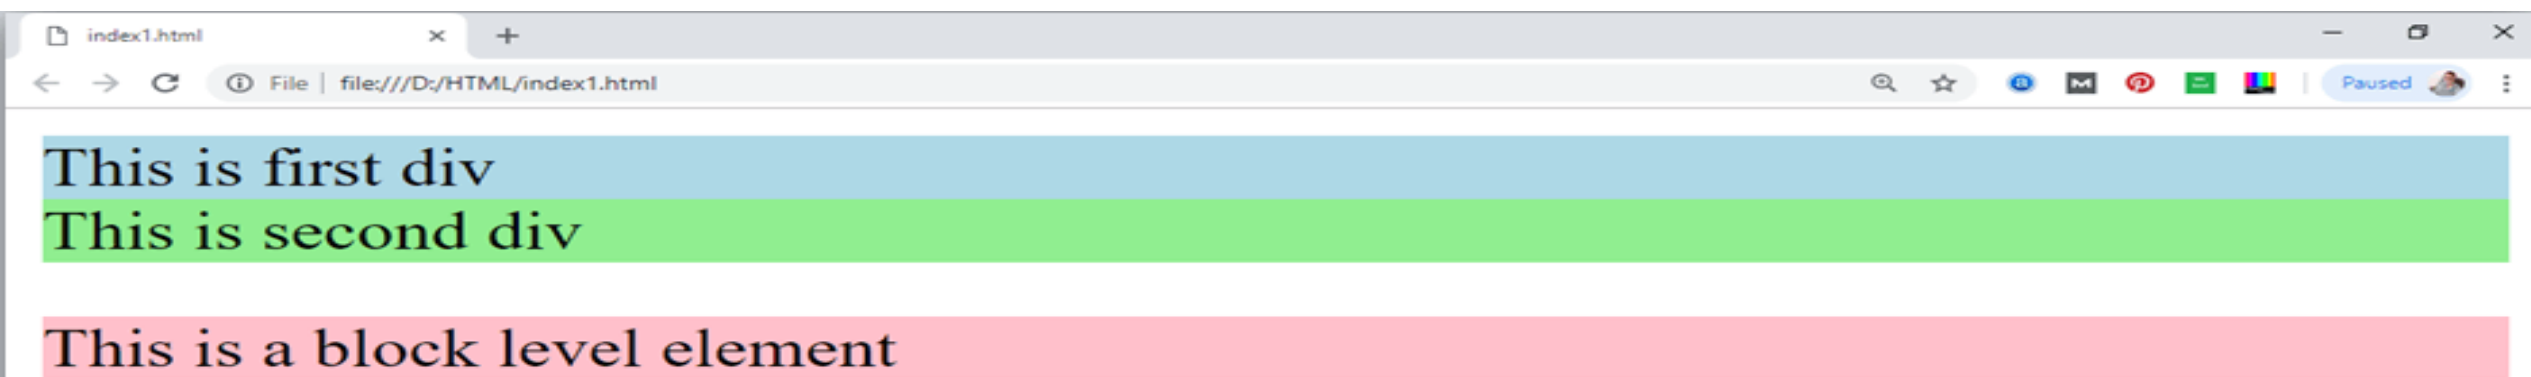 index1.html
File | file:///D:/HTML/index1.html
Paused
This is first div
This is second div
This is a block level element